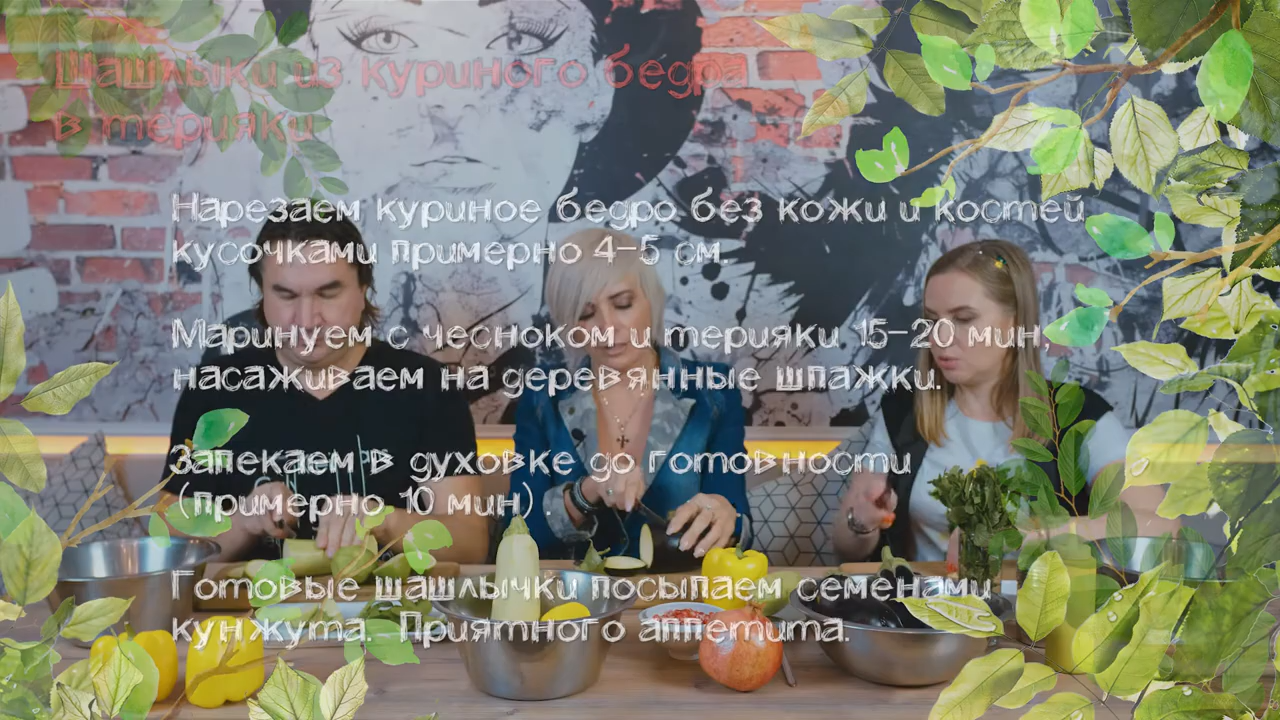 Шашлыки из куриного бедра
в терияки
Нарезаем куриное бедро без кожи и костей
кусочками примерно 4-5 см.
Маринуем с чесноком и терияки 15-20 мин,
насаживаем на деревянные шпажки.
Запекаем в духовке до готовности
(примерно 10 мин).
Готовые шашлычки посыпаем семенами
кунжута. Приятного аппетита.